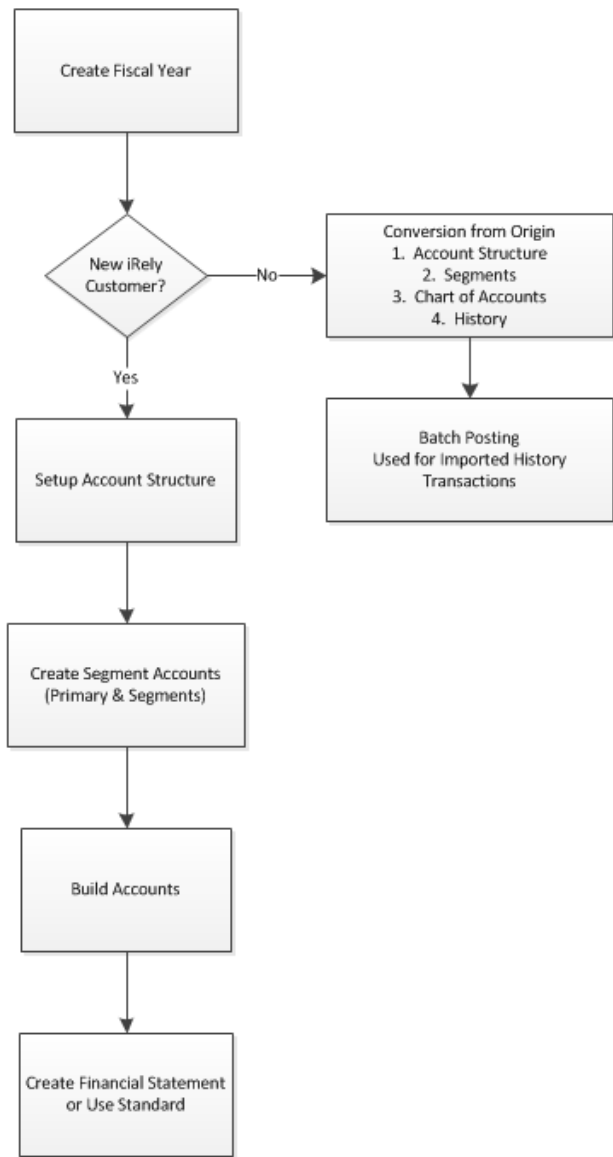 Create Fiscal Year
New iRely
Customer?
No
Conversion from Origin
1. Account Structure
2. Segments
3. Chart of Accounts
4. History
Yes
Batch Posting
Used for Imported History
Transactions
Setup Account Structure
Create Segment Accounts
(Primary & Segments)
Build Accounts
Create Financial Statement
or Use Standard